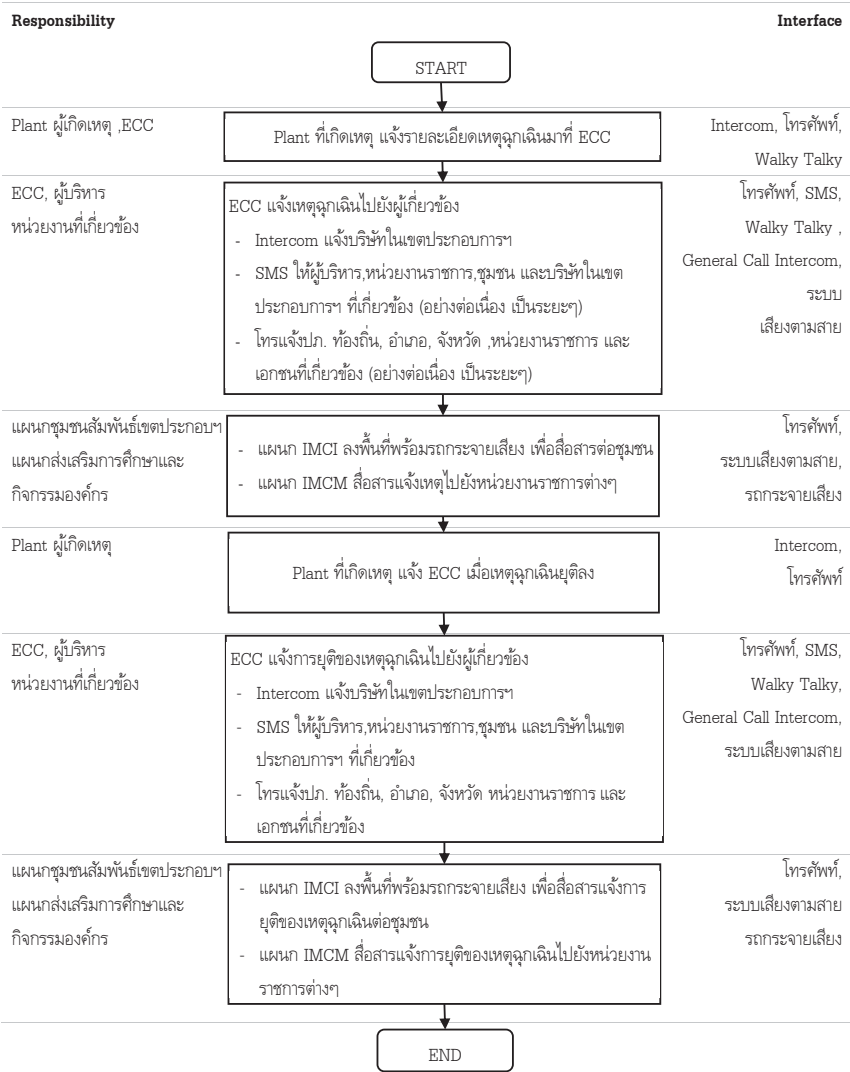 Responsibility
Interface
START
Plant ผู้เกิดเหตุ ,ECC
Plant ที่เกิดเหตุ แจ้งรายละเอียดเหตุฉุกเฉินมาที่ ECC
Intercom, โทรศัพท์,
Walky Talky
ECC, ผู้บริหาร
หน่วยงานที่เกี่ยวข้อง
ECC แจ้งเหตุฉุกเฉินไปยังผู้เกี่ยวข้อง
- Intercom แจ้งบริษัทในเขตประกอบการฯ
- SMS ให้ผู้บริหาร,หน่วยงานราชการ,ชุมชน และบริษัทในเขต
ประกอบการฯ ที่เกี่ยวข้อง (อย่างต่อเนื่อง เป็นระยะๆ)
- โทรแจ้งปภ. ท้องถิ่น, อำเภอ, จังหวัด ,หน่วยงานราชการ และ
เอกชนที่เกี่ยวข้อง (อย่างต่อเนื่อง เป็นระยะๆ)
โทรศัพท์, SMS,
Walky Talky ,
General Call Intercom,
ระบบ
เสียงตามสาย
แผนกชุมชนสัมพันธ์เขตประกอบฯ
แผนกส่งเสริมการศึกษาและ
กิจกรรมองค์กร
- แผนก IMCI ลงพื้นที่พร้อมรถกระจายเสียง เพื่อสื่อสารต่อชุมชน
- แผนก IMCM สื่อสารแจ้งเหตุไปยังหน่วยงานราชการต่างๆ
โทรศัพท์,
ระบบเสียงตามสาย,
รถกระจายเสียง
Plant ผู้เกิดเหตุ
Plant ที่เกิดเหตุ แจ้ง ECC เมื่อเหตุฉุกเฉินยุติลง
Intercom,
โทรศัพท์
ECC, ผู้บริหาร
หน่วยงานที่เกี่ยวข้อง
ECC แจ้งการยุติของเหตุฉุกเฉินไปยังผู้เกี่ยวข้อง
- Intercom แจ้งบริษัทในเขตประกอบการฯ
- SMS ให้ผู้บริหาร,หน่วยงานราชการ,ชุมชน และบริษัทในเขต
ประกอบการฯ ที่เกี่ยวข้อง
- โทรแจ้งปภ. ท้องถิ่น, อำเภอ, จังหวัด หน่วยงานราชการ และ
เอกชนที่เกี่ยวข้อง
โทรศัพท์, SMS,
Walky Talky,
General Call Intercom,
ระบบเสียงตามสาย
แผนกชุมชนสัมพันธ์เขตประกอบฯ
แผนกส่งเสริมการศึกษาและ
กิจกรรมองค์กร
- แผนก IMCI ลงพื้นที่พร้อมรถกระจายเสียง เพื่อสื่อสารแจ้งการ
ยุติของเหตุฉุกเฉินต่อชุมชน
- แผนก IMCM สื่อสารแจ้งการยุติของเหตุฉุกเฉินไปยังหน่วยงาน
ราชการต่างๆ
โทรศัพท์,
ระบบเสียงตามสาย
รถกระจายเสียง
END